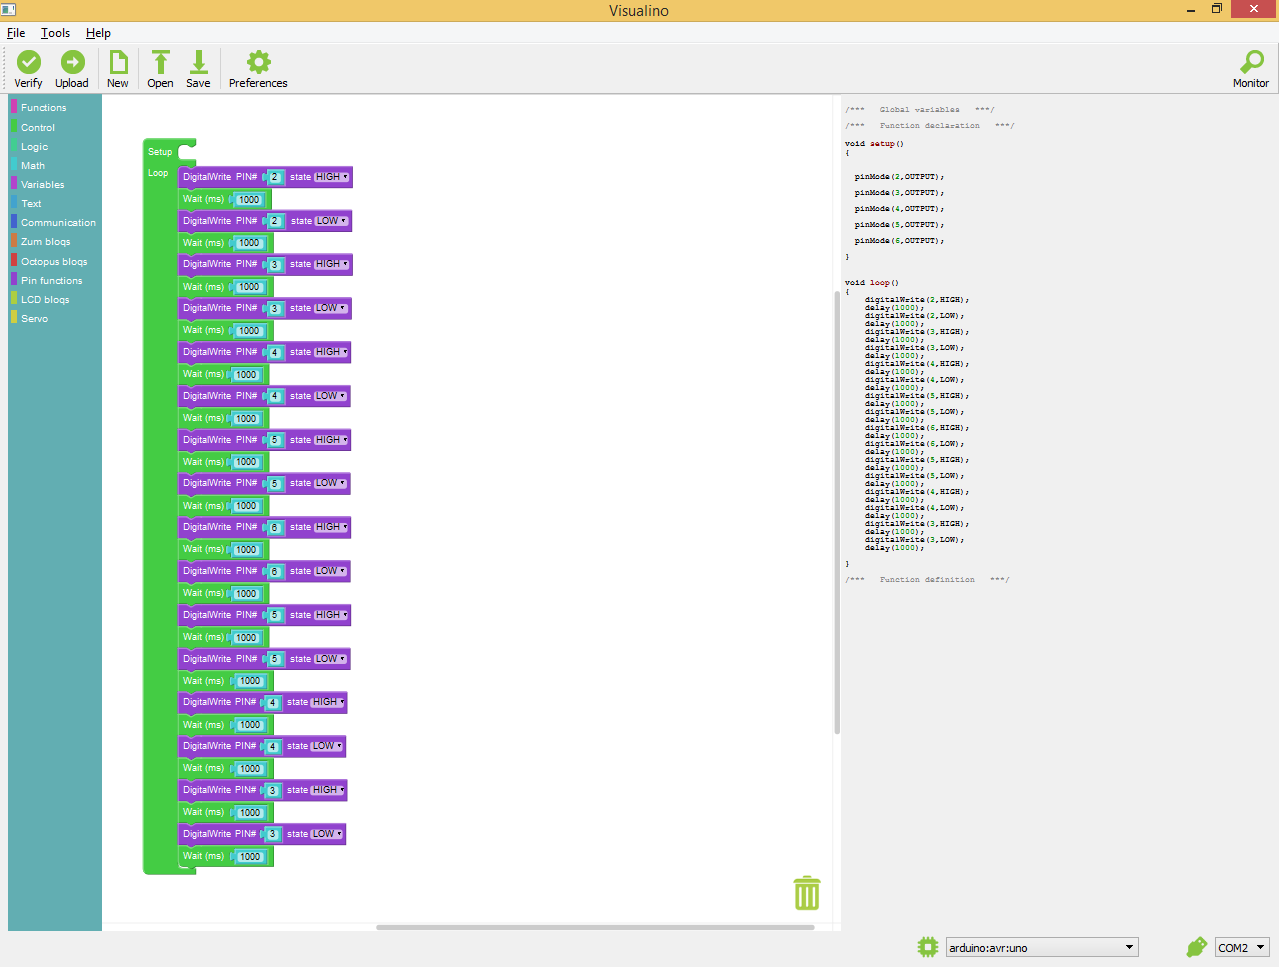 Visualino
File Tools Help
Verify Upload New Open Save Preferences Monitor
Functions
Control
Logic
Math
Variables
Text
Communication
Zum bloqs
Octopus bloqs
Pin functions
LCD bloqs
Servo
Setup
Loop
DigitalWrite PIN# 2 state HIGH
Wait (ms) 1000
DigitalWrite PIN# 2 state LOW
Wait (ms) 1000
DigitalWrite PIN# 3 state HIGH
Wait (ms) 1000
DigitalWrite PIN# 3 state LOW
Wait (ms) 1000
DigitalWrite PIN# 4 state HIGH
Wait (ms) 1000
DigitalWrite PIN# 4 state LOW
Wait (ms) 1000
DigitalWrite PIN# 5 state HIGH
Wait (ms) 1000
DigitalWrite PIN# 5 state LOW
Wait (ms) 1000
DigitalWrite PIN# 6 state HIGH
Wait (ms) 1000
DigitalWrite PIN# 6 state LOW
Wait (ms) 1000
DigitalWrite PIN# 5 state HIGH
Wait (ms) 1000
DigitalWrite PIN# 5 state LOW
Wait (ms) 1000
DigitalWrite PIN# 4 state HIGH
Wait (ms) 1000
DigitalWrite PIN# 4 state LOW
Wait (ms) 1000
DigitalWrite PIN# 3 state HIGH
Wait (ms) 1000
DigitalWrite PIN# 3 state LOW
Wait (ms) 1000
/*** Global variables ***/
/*** Function declaration ***/
void setup()
{
pinMode(2,OUTPUT);
pinMode(3,OUTPUT);
pinMode(4,OUTPUT);
pinMode(5,OUTPUT);
pinMode(6,OUTPUT);
}
void loop()
{
digitalWrite(2,HIGH);
delay(1000);
digitalWrite(2,LOW);
delay(1000);
digitalWrite(3,HIGH);
delay(1000);
digitalWrite(3,LOW);
delay(1000);
digitalWrite(4,HIGH);
delay(1000);
digitalWrite(4,LOW);
delay(1000);
digitalWrite(5,HIGH);
delay(1000);
digitalWrite(5,LOW);
delay(1000);
digitalWrite(6,HIGH);
delay(1000);
digitalWrite(6,LOW);
delay(1000);
digitalWrite(5,HIGH);
delay(1000);
digitalWrite(5,LOW);
delay(1000);
digitalWrite(4,HIGH);
delay(1000);
digitalWrite(4,LOW);
delay(1000);
digitalWrite(3,HIGH);
delay(1000);
digitalWrite(3,LOW);
delay(1000);
}
/*** Function definition ***/
arduino:avr:uno COM2